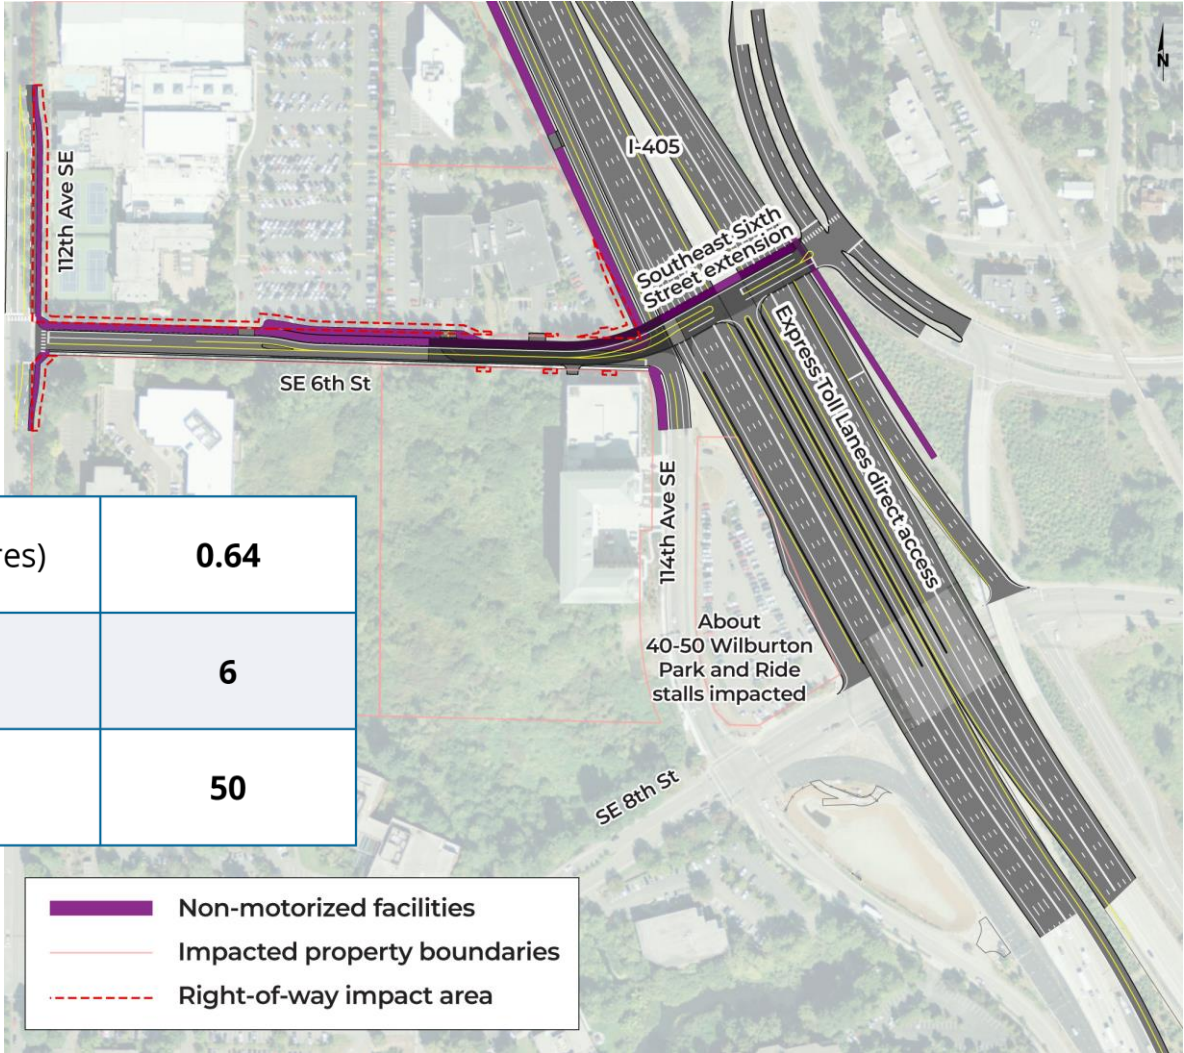 N
I-405
112th Ave SE
Southeast Sixth
Street extension
Express Toll Lanes direct access
SE 6th St
114th Ave SE
res)
0.64
6
50
About
40-50 Wilburton
Park and Ride
stalls impacted
SE 8th St
Non-motorized facilities
Impacted property boundaries
Right-of-way impact area